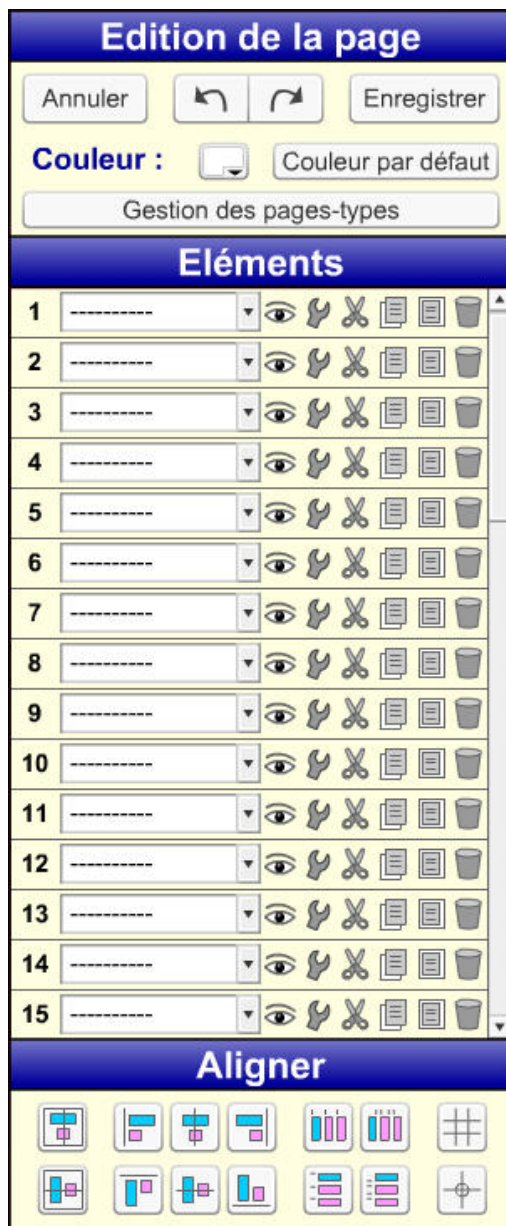 Edition de la page
Annuler Enregistrer
Couleur : Couleur par défaut
Gestion des pages-types
Eléments
1 ----------
2 ----------
3 ----------
4 ----------
5 ----------
6 ----------
7 ----------
8 ----------
9 ----------
10 ----------
11 ----------
12 ----------
13 ----------
14 ----------
15 ----------
Aligner